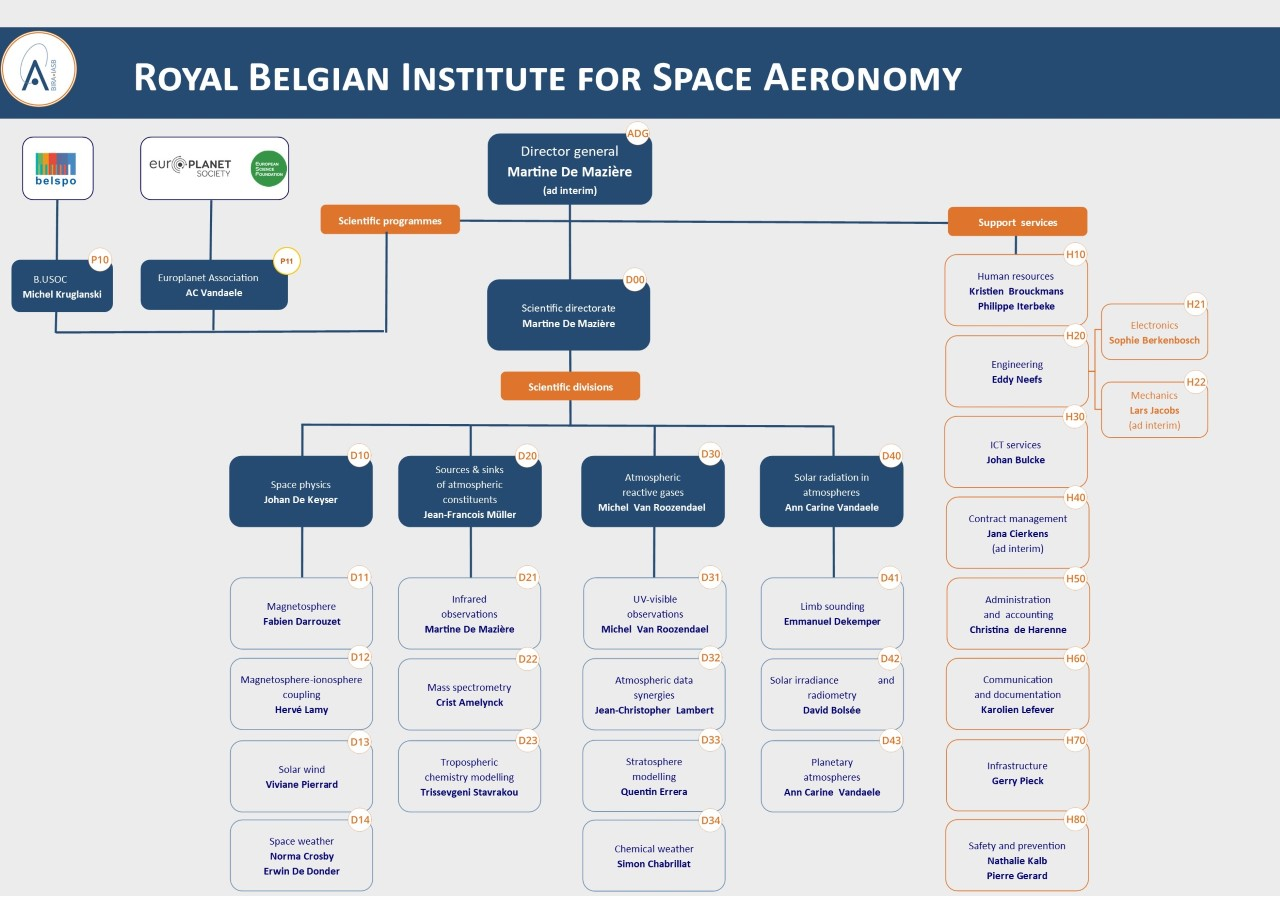 BIRA•IASB
ROYAL BELGIAN INSTITUTE FOR SPACE AERONOMY
belspo
eur PLANET
SOCIETY
EUROPEAN
SCIENCE
FOUNDATION
ADG
Director general
Martine De Mazière
(ad interim)
Scientific programmes
Support services
P10
B.USOC
Michel Kruglanski
P11
Europlanet Association
AC Vandaele
D00
Scientific directorate
Martine De Mazière
Scientific divisions
D10
Space physics
Johan De Keyser
D20
Sources & sinks
of atmospheric
constituents
Jean-Francois Müller
D30
Atmospheric
reactive gases
Michel Van Roozendael
D40
Solar radiation in
atmospheres
Ann Carine Vandaele
D11
Magnetosphere
Fabien Darrouzet
D12
Magnetosphere-ionosphere
coupling
Hervé Lamy
D13
Solar wind
Viviane Pierrard
D14
Space weather
Norma Crosby
Erwin De Donder
D21
Infrared
observations
Martine De Mazière
D22
Mass spectrometry
Crist Amelynck
D23
Tropospheric
chemistry modelling
Trissevgeni Stavrakou
D31
UV-visible
observations
Michel Van Roozendael
D32
Atmospheric data
synergies
Jean-Christopher Lambert
D33
Stratosphere
modelling
Quentin Errera
D34
Chemical weather
Simon Chabrillat
D41
Limb sounding
Emmanuel Dekemper
D42
Solar irradiance and
radiometry
David Bolsée
D43
Planetary
atmospheres
Ann Carine Vandaele
H10
Human resources
Kristien Brouckmans
Philippe Iterbeke
H20
Engineering
Eddy Neefs
H21
Electronics
Sophie Berkenbosch
H22
Mechanics
Lars Jacobs
(ad interim)
H30
ICT services
Johan Bulcke
H40
Contract management
Jana Cierkens
(ad interim)
H50
Administration
and accounting
Christina de Harenne
H60
Communication
and documentation
Karolien Lefever
H70
Infrastructure
Gerry Pieck
H80
Safety and prevention
Nathalie Kalb
Pierre Gerard